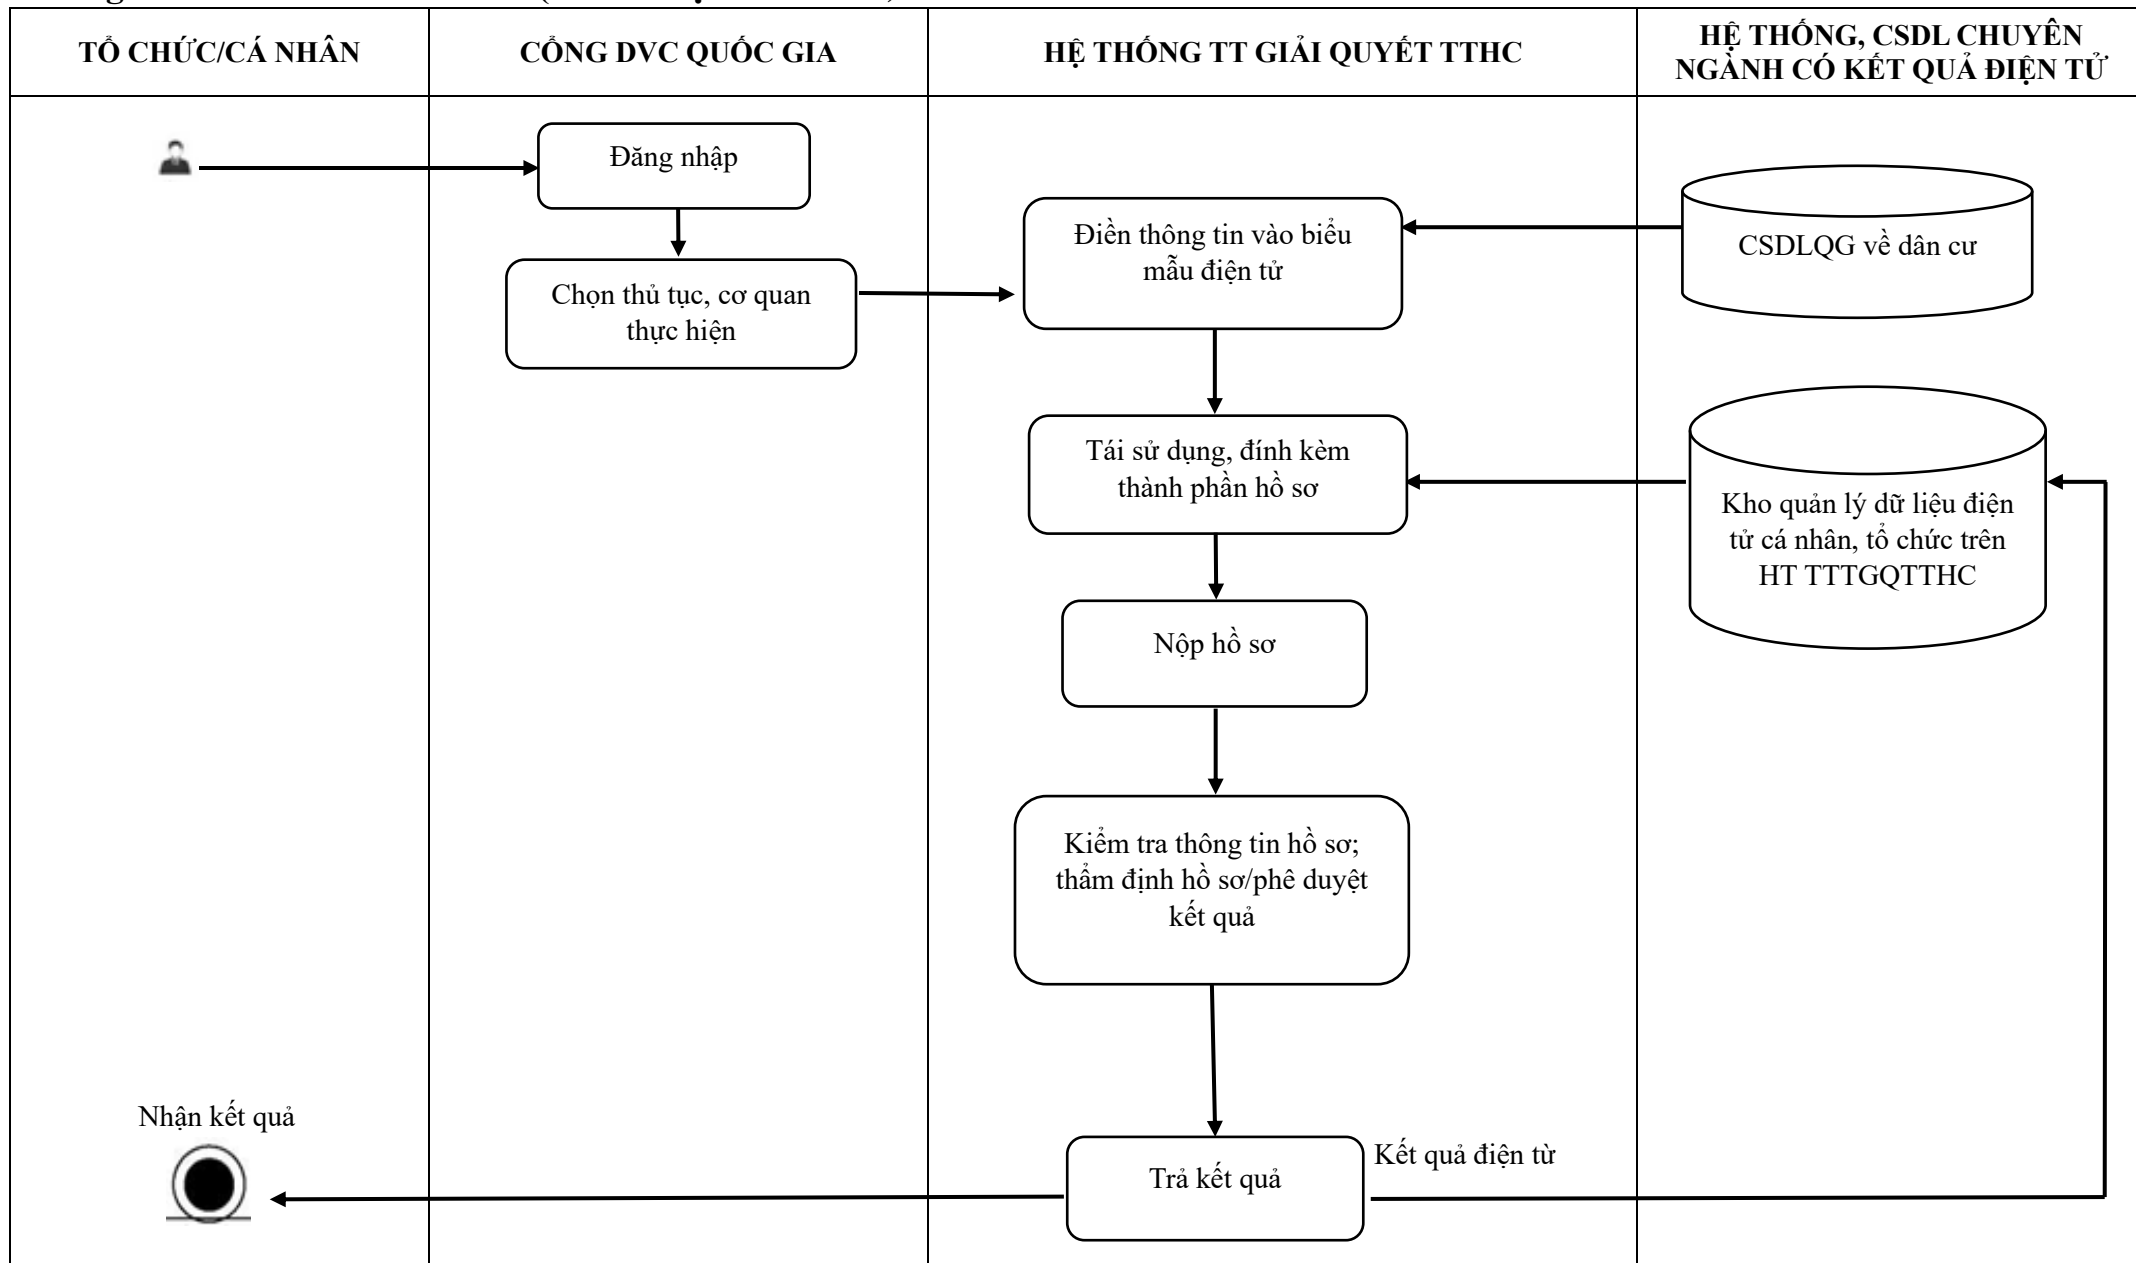 TỔ CHỨC/CÁ NHÂN
CỔNG DVC QUỐC GIA
HỆ THỐNG TT GIẢI QUYẾT TTHC
HỆ THỐNG, CSDL CHUYÊN
NGÀNH CÓ KẾT QUẢ ĐIỆN TỬ
Đăng nhập
Chọn thủ tục, cơ quan
thực hiện
Điền thông tin vào biểu
mẫu điện tử
CSDLQG về dân cư
Tái sử dụng, đính kèm
thành phần hồ sơ
Kho quản lý dữ liệu điện
tử cá nhân, tổ chức trên
HT TTTGQTTHC
Nộp hồ sơ
Kiểm tra thông tin hồ sơ;
thẩm định hồ sơ/phê duyệt
kết quả
Nhận kết quả
Trả kết quả
Kết quả điện từ